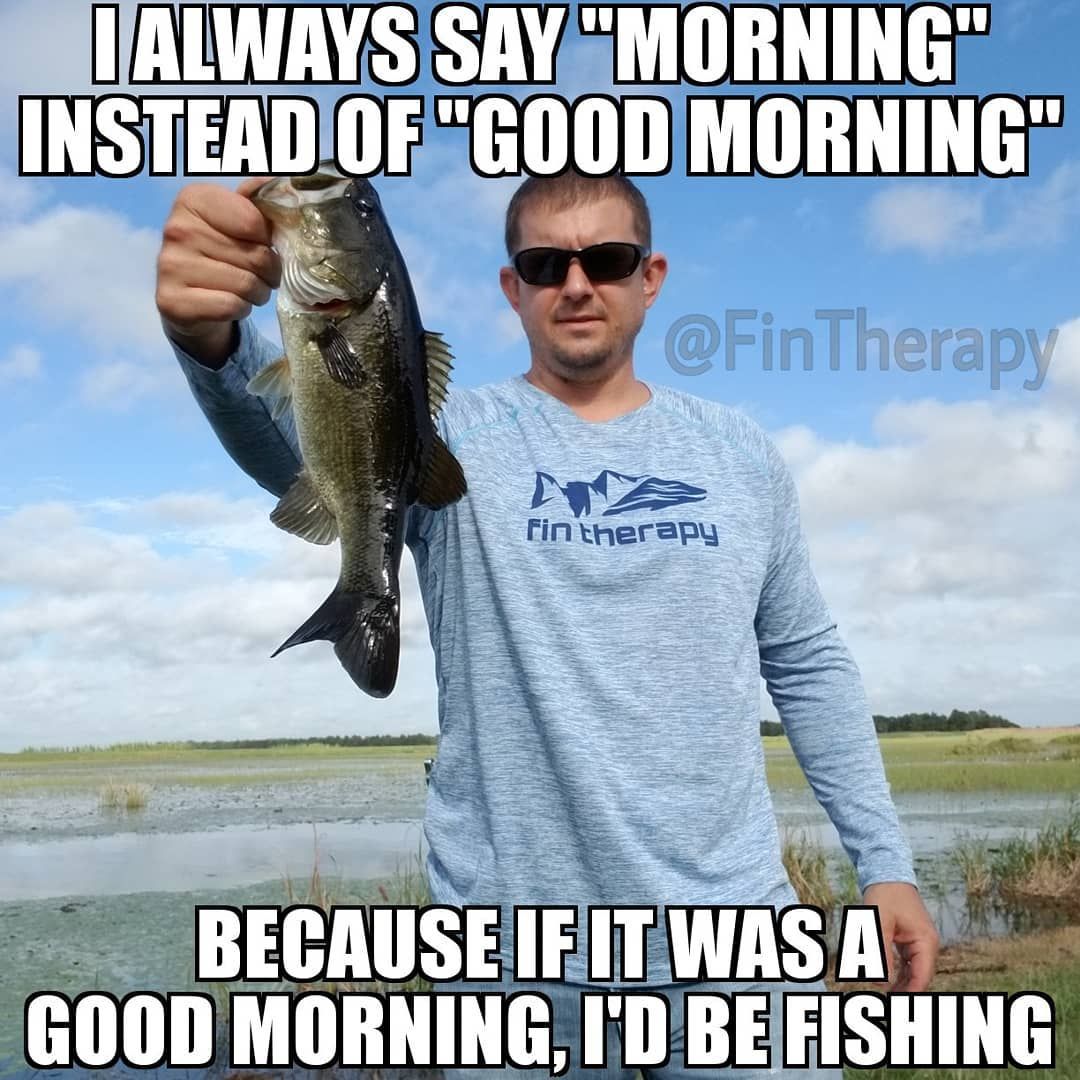 I ALWAYS SAY "MORNING"
INSTEAD OF "GOOD MORNING"
@FinTherapy
fin therapy
BECAUSE IF IT WAS A
GOOD MORNING, I'D BE FISHING